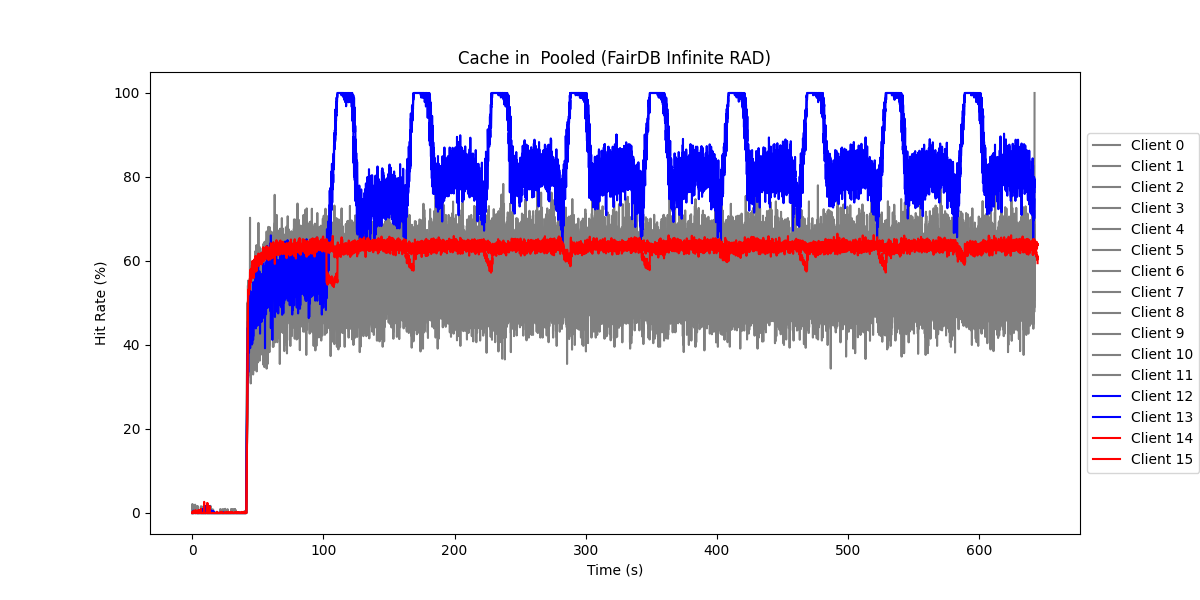 Cache in  Pooled (FairDB Infinite RAD)
Hit Rate (%)
100
80
60
40
20
0
0 100 200 300 400 500 600
Time (s)
Client 0
Client 1
Client 2
Client 3
Client 4
Client 5
Client 6
Client 7
Client 8
Client 9
Client 10
Client 11
Client 12
Client 13
Client 14
Client 15